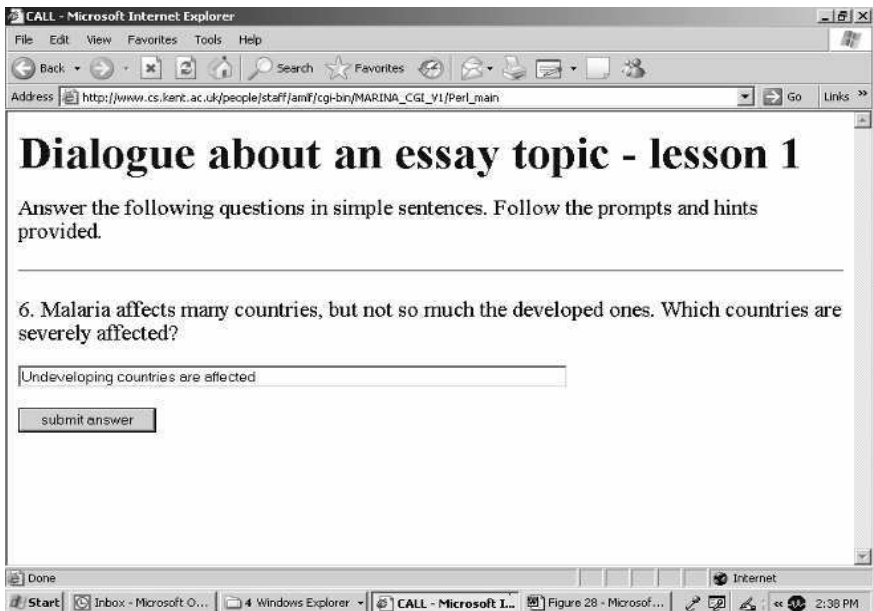 CALL - Microsoft Internet Explorer
File Edit View Favorites Tools Help
Back Search Favorites
Address http://www.cs.kent.ac.uk/people/staff/amf/cgi-bin/MARINA_CGI_V1/Perl_main Go Links »
Dialogue about an essay topic - lesson 1
Answer the following questions in simple sentences. Follow the prompts and hints
provided.
6. Malaria affects many countries, but not so much the developed ones. Which countries are
severely affected?
Undeveloping countries are affected
submit answer
Done Internet
Start Inbox - Microsoft O... 4 Windows Explorer CALL - Microsoft I... Figure 28 - Microsof... « 2:38 PM